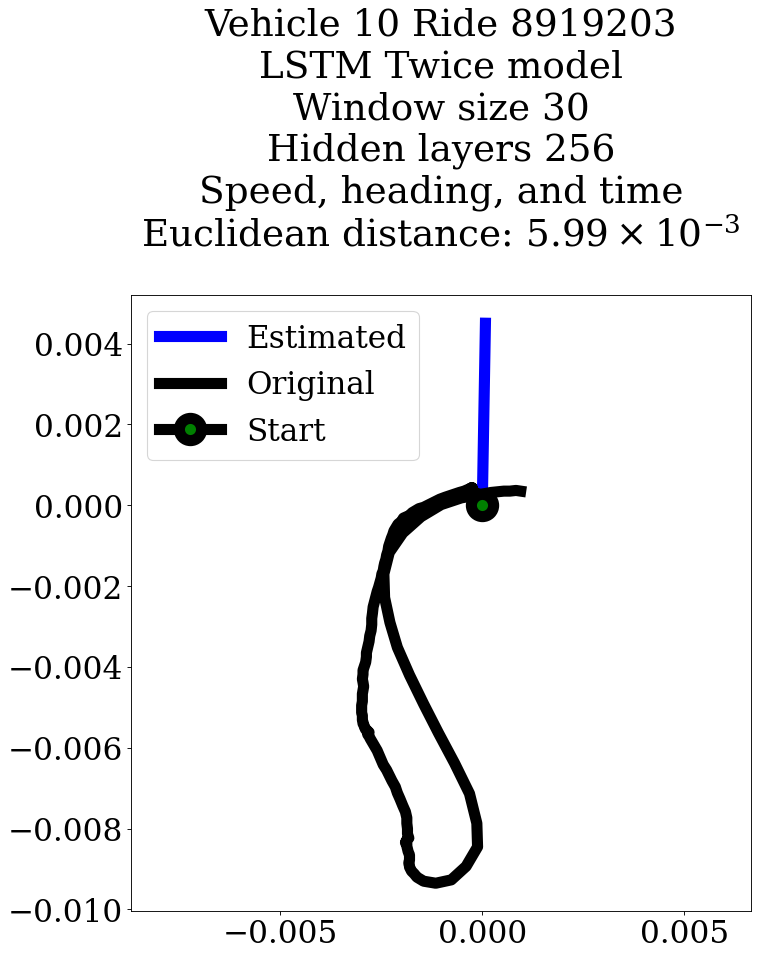 Vehicle 10 Ride 8919203
LSTM Twice model
Window size 30
Hidden layers 256
Speed, heading, and time
Euclidean distance: 5.99 × 10⁻³
Estimated
Original
Start
0.004
0.002
0.000
−0.002
−0.004
−0.006
−0.008
−0.010
−0.005 0.000 0.005